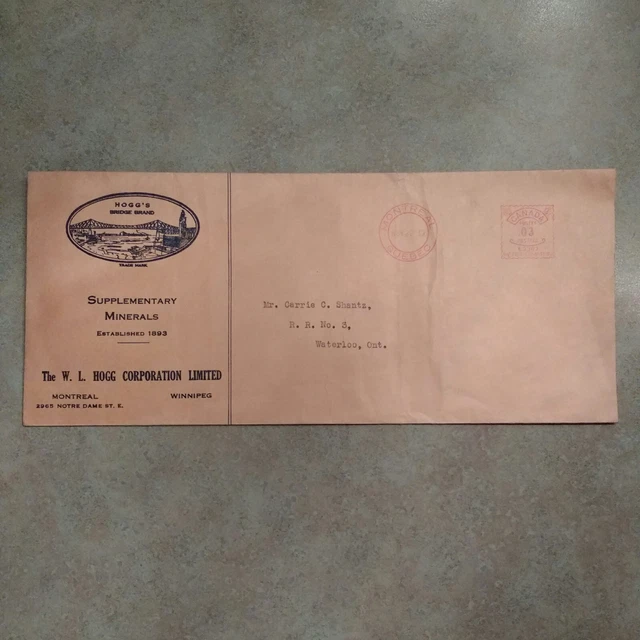 HOGG'S
BRIDGE BRAND
TRADE MARK
SUPPLEMENTARY
MINERALS
ESTABLISHED 1893
The W. L. HOGG CORPORATION LIMITED
MONTREAL WINNIPEG
2965 NOTRE DAME ST. E.
Mr. Carrie C. Shantz,
R. R. No. 3,
Waterloo, Ont.
CANADA
03